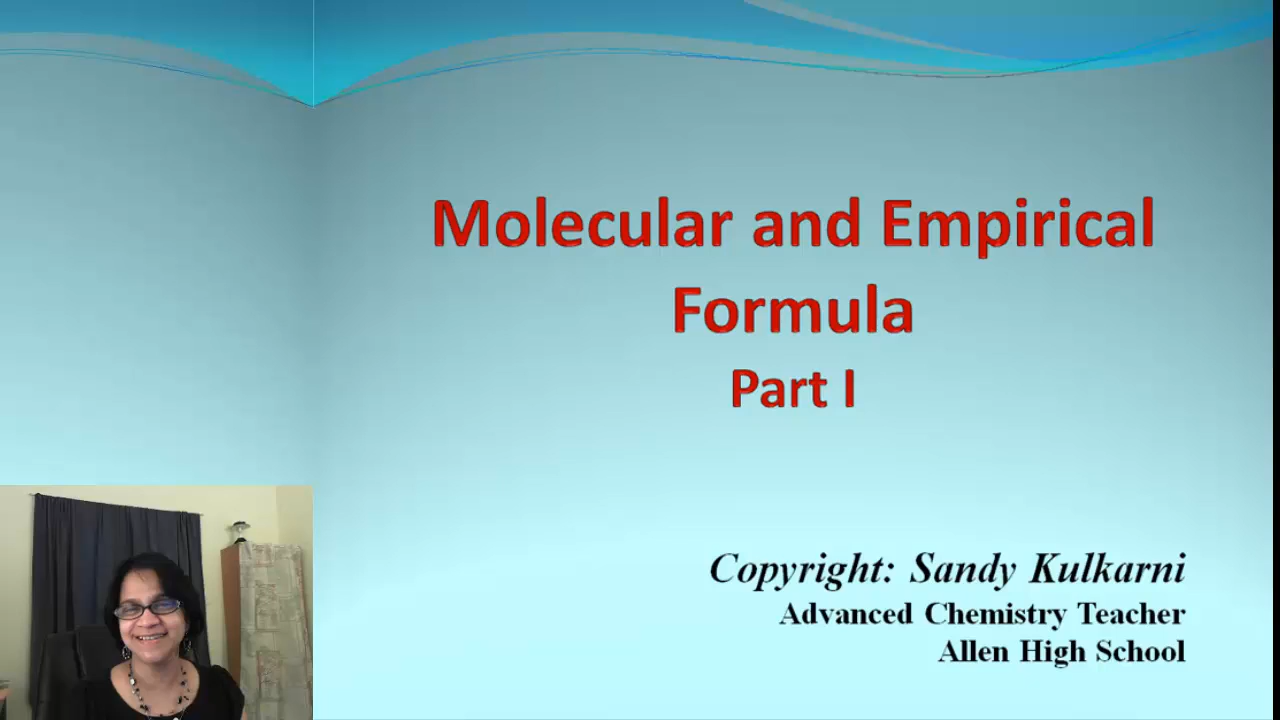 Molecular and Empirical
Formula
Part I
Copyright: Sandy Kulkarni
Advanced Chemistry Teacher
Allen High School